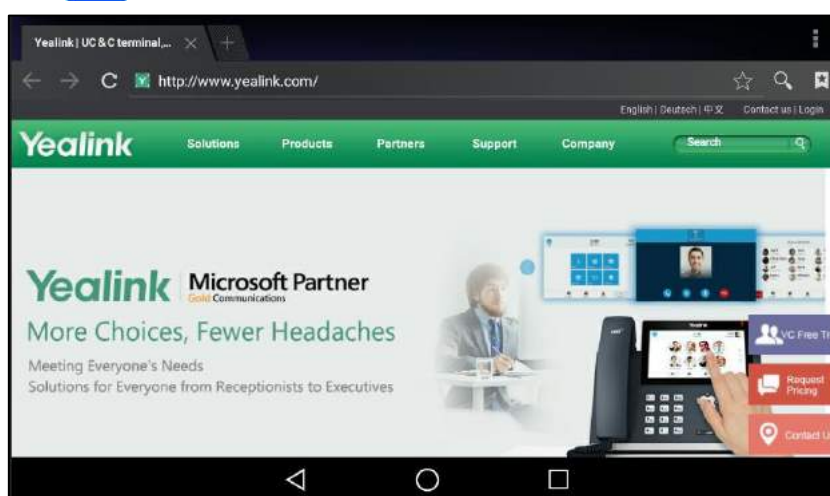 Yealink | UC & C terminal,...
http://www.yealink.com/
English | Deutsch | 中文 Contact us | Login
Yealink Solutions Products Partners Support Company Search
Yealink Microsoft Partner
Gold Communications
More Choices, Fewer Headaches
Meeting Everyone's Needs
Solutions for Everyone from Receptionists to Executives
VC Free Tr
Request
Pricing
Contact U